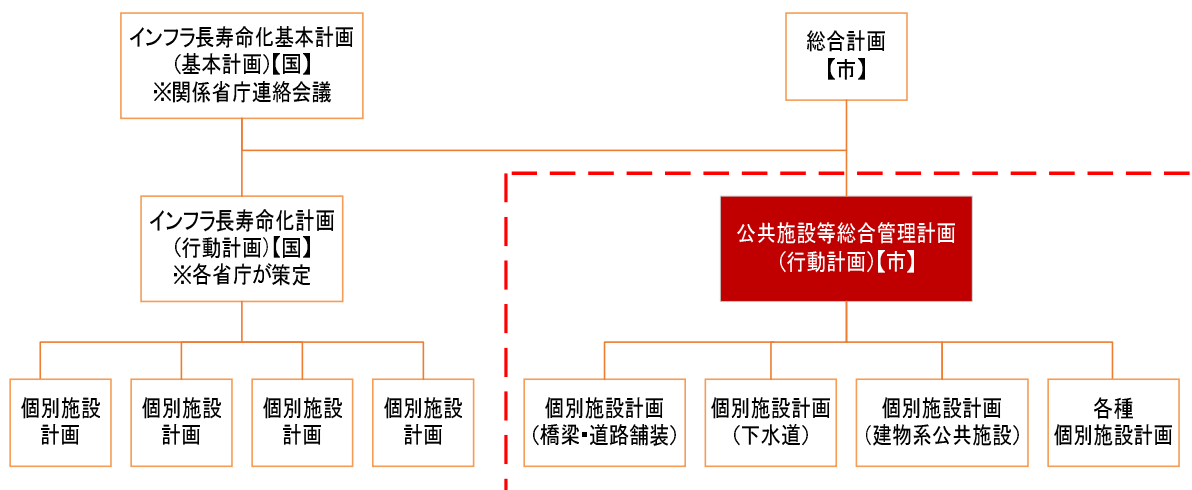 インフラ長寿命化基本計画
(基本計画)【国】
※関係省庁連絡会議
総合計画
【市】
インフラ長寿命化計画
(行動計画)【国】
※各省庁が策定
公共施設等総合管理計画
(行動計画)【市】
個別施設
計画
個別施設
計画
個別施設
計画
個別施設
計画
個別施設計画
(橋梁・道路舗装)
個別施設計画
(下水道)
個別施設計画
(建物系公共施設)
各種
個別施設計画